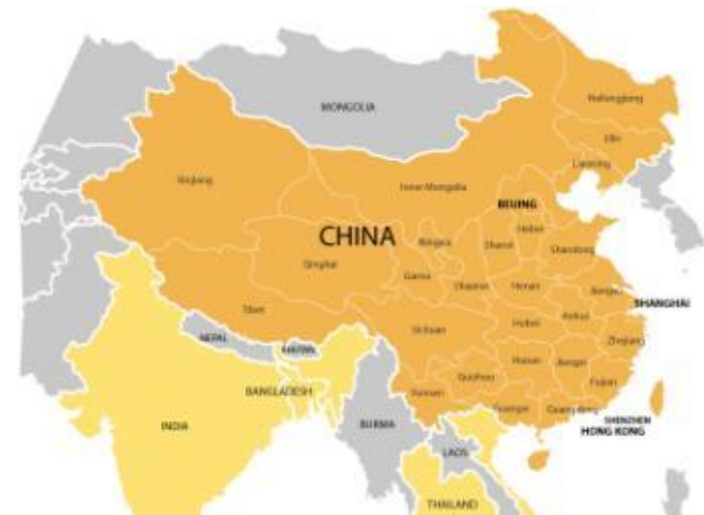 MONGOLIA
Heilongjiang
Jilin
Liaoning
Xinjiang
Inner Mongolia
BEIJING
CHINA
Hebei
Ningxia
Shanxi
Shandong
Qinghai
Gansu
Shaanxi
Henan
Jiangsu
SHANGHAI
Tibet
Sichuan
Hubei
Anhui
Zhejiang
NEPAL
BHUTAN
Hunan
Jiangxi
Guizhou
Fujian
BANGLADESH
Yunnan
Guangxi
Guangdong
SHENZHEN
HONG KONG
INDIA
BURMA
LAOS
THAILAND